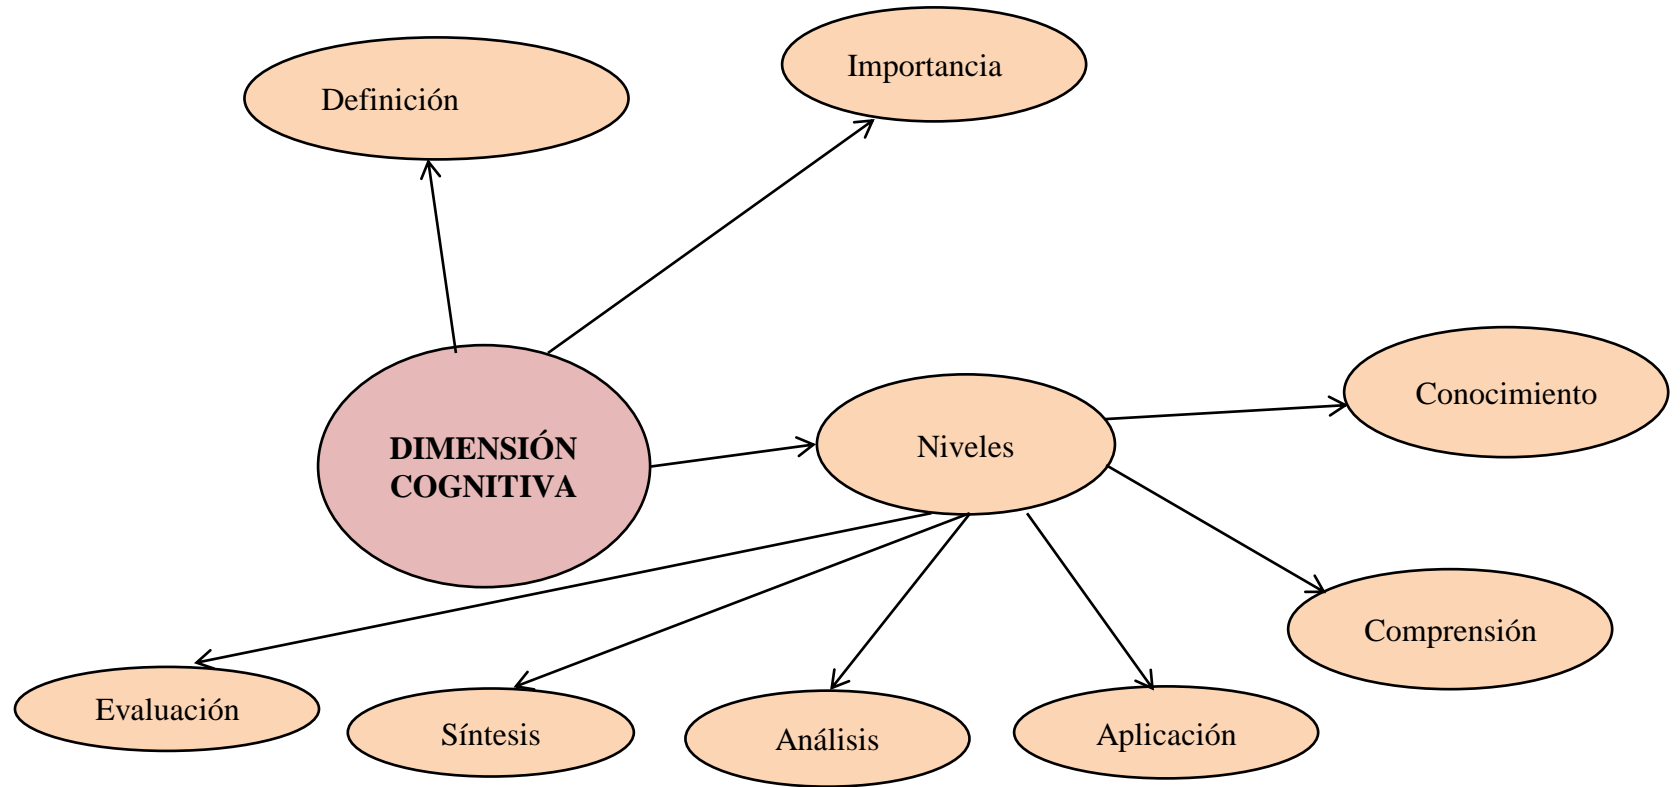 Importancia
Definición
Conocimiento
DIMENSIÓN
COGNITIVA
Niveles
Comprensión
Evaluación
Síntesis
Análisis
Aplicación